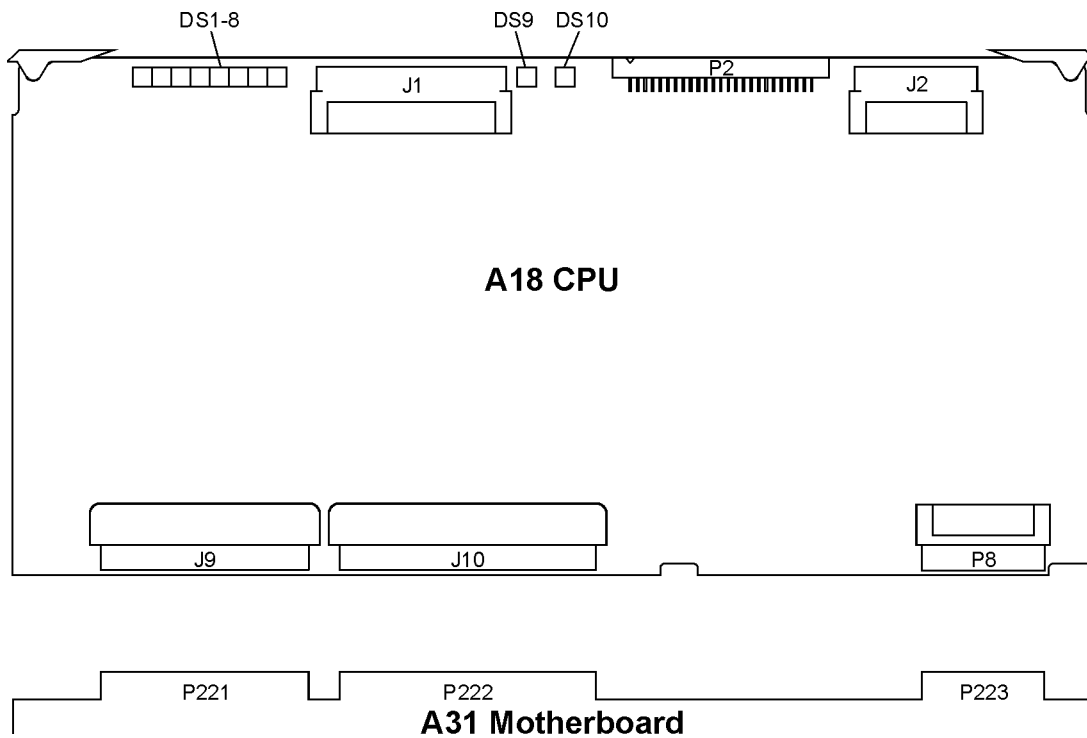 DS1-8 DS9 DS10
J1 P2 J2
A18 CPU
J9 J10 P8
P221 P222 P223
A31 Motherboard